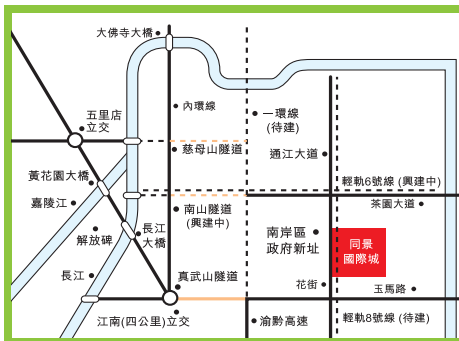 大佛寺大橋
五里店
立交
內環線
一環線
(待建)
慈母山隧道
通江大道
黃花園大橋
輕軌6號線 (興建中)
嘉陵江
茶園大道
南山隧道
(興建中)
長江
大橋
解放碑
南岸區
政府新址
同景
國際城
長江
真武山隧道
花街
玉馬路
江南(四公里)立交
渝黔高速
輕軌8號線 (待建)